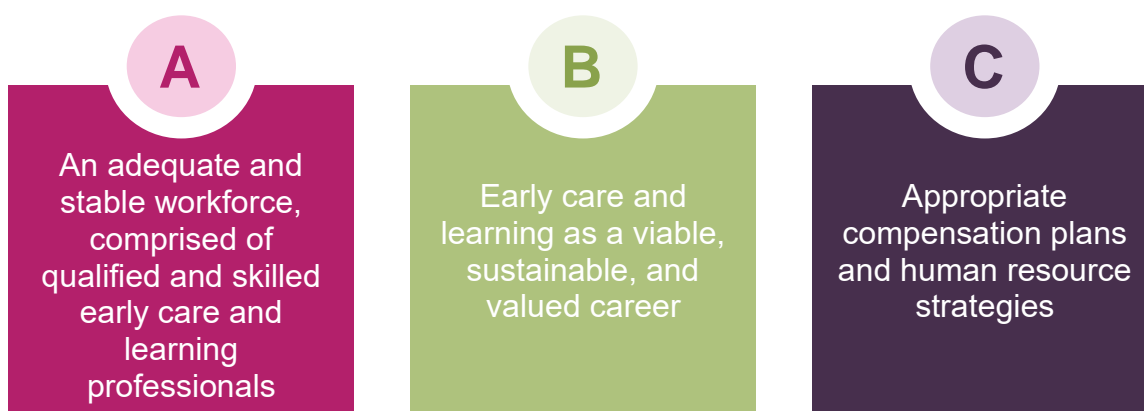 A
An adequate and
stable workforce,
comprised of
qualified and skilled
early care and
learning
professionals
B
Early care and
learning as a viable,
sustainable, and
valued career
C
Appropriate
compensation plans
and human resource
strategies